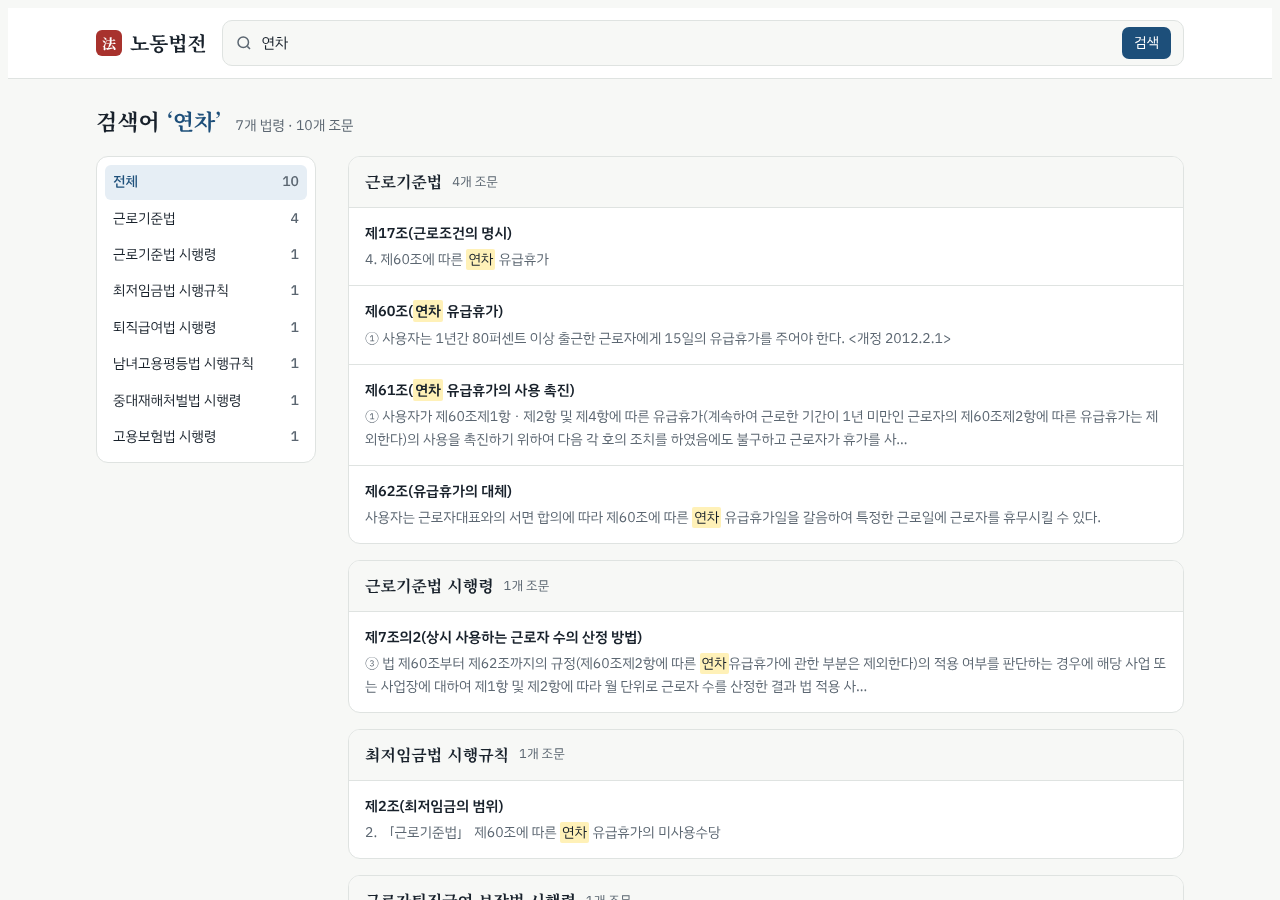 法 노동법전
연차
검색
검색어 ‘연차’ 7개 법령 · 10개 조문
전체 10
근로기준법 4
근로기준법 시행령 1
최저임금법 시행규칙 1
퇴직급여법 시행령 1
남녀고용평등법 시행규칙 1
중대재해처벌법 시행령 1
고용보험법 시행령 1
근로기준법 4개 조문
제17조(근로조건의 명시)
4. 제60조에 따른 연차 유급휴가
제60조(연차 유급휴가)
① 사용자는 1년간 80퍼센트 이상 출근한 근로자에게 15일의 유급휴가를 주어야 한다. <개정 2012.2.1>
제61조(연차 유급휴가의 사용 촉진)
① 사용자가 제60조제1항ㆍ제2항 및 제4항에 따른 유급휴가(계속하여 근로한 기간이 1년 미만인 근로자의 제60조제2항에 따른 유급휴가는 제
외한다)의 사용을 촉진하기 위하여 다음 각 호의 조치를 하였음에도 불구하고 근로자가 휴가를 사…
제62조(유급휴가의 대체)
사용자는 근로자대표와의 서면 합의에 따라 제60조에 따른 연차 유급휴가일을 갈음하여 특정한 근로일에 근로자를 휴무시킬 수 있다.
근로기준법 시행령 1개 조문
제7조의2(상시 사용하는 근로자 수의 산정 방법)
③ 법 제60조부터 제62조까지의 규정(제60조제2항에 따른 연차유급휴가에 관한 부분은 제외한다)의 적용 여부를 판단하는 경우에 해당 사업 또
는 사업장에 대하여 제1항 및 제2항에 따라 월 단위로 근로자 수를 산정한 결과 법 적용 사…
최저임금법 시행규칙 1개 조문
제2조(최저임금의 범위)
2. 「근로기준법」 제60조에 따른 연차 유급휴가의 미사용수당
근로자퇴직급여 보장법 시행령 1개 조문